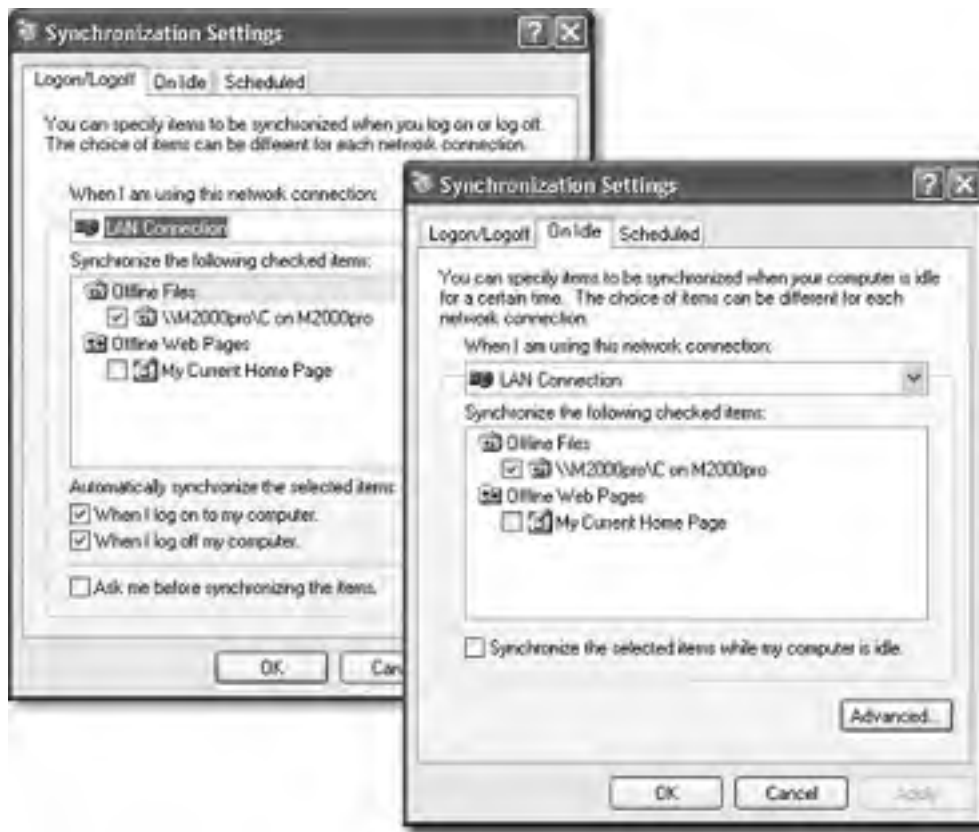 Synchronization Settings
Logon/Logoff On Idle Scheduled
You can specify items to be synchronized when you log on or log off.
The choice of items can be different for each network connection.
When I am using this network connection:
LAN Connection
Synchronize the following checked items:
Offline Files
\\M2000pro\C on M2000pro
Offline Web Pages
My Current Home Page
Automatically synchronize the selected items
When I log on to my computer.
When I log off my computer.
Ask me before synchronizing the items.
OK Can
Synchronization Settings
Logon/Logoff On Idle Scheduled
You can specify items to be synchronized when your computer is idle
for a certain time. The choice of items can be different for each
network connection.
When I am using this network connection:
LAN Connection
Synchronize the following checked items:
Offline Files
\\M2000pro\C on M2000pro
Offline Web Pages
My Current Home Page
Synchronize the selected items while my computer is idle.
Advanced...
OK Cancel Apply